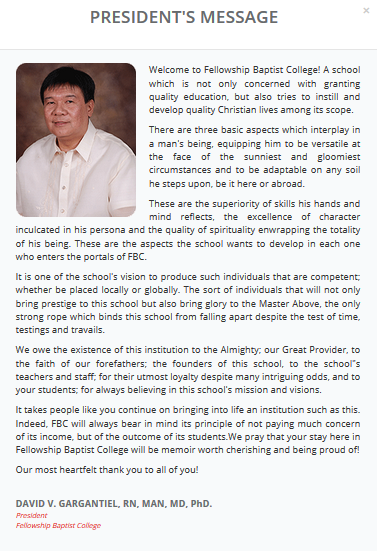 PRESIDENT'S MESSAGE
×
Welcome to Fellowship Baptist College! A school
which is not only concerned with granting
quality education, but also tries to instill and
develop quality Christian lives among its scope.
There are three basic aspects which interplay in
a man's being, equipping him to be versatile at
the face of the sunniest and gloomiest
circumstances and to be adaptable on any soil
he steps upon, be it here or abroad.
These are the superiority of skills his hands and
mind reflects, the excellence of character
inculcated in his persona and the quality of spirituality enwrapping the totality
of his being. These are the aspects the school wants to develop in each one
who enters the portals of FBC.
It is one of the school's vision to produce such individuals that are competent;
whether be placed locally or globally. The sort of individuals that will not only
bring prestige to this school but also bring glory to the Master Above, the only
strong rope which binds this school from falling apart despite the test of time,
testings and travails.
We owe the existence of this institution to the Almighty; our Great Provider, to
the faith of our forefathers; the founders of this school, to the school"s
teachers and staff; for their utmost loyalty despite many intriguing odds, and to
your students; for always believing in this school's mission and visions.
It takes people like you continue on bringing into life an institution such as this.
Indeed, FBC will always bear in mind its principle of not paying much concern
of its income, but of the outcome of its students.We pray that your stay here in
Fellowship Baptist College will be memoir worth cherishing and being proud of!
Our most heartfelt thank you to all of you!
DAVID V. GARGANTIEL, RN, MAN, MD, PhD.
President
Fellowship Baptist College